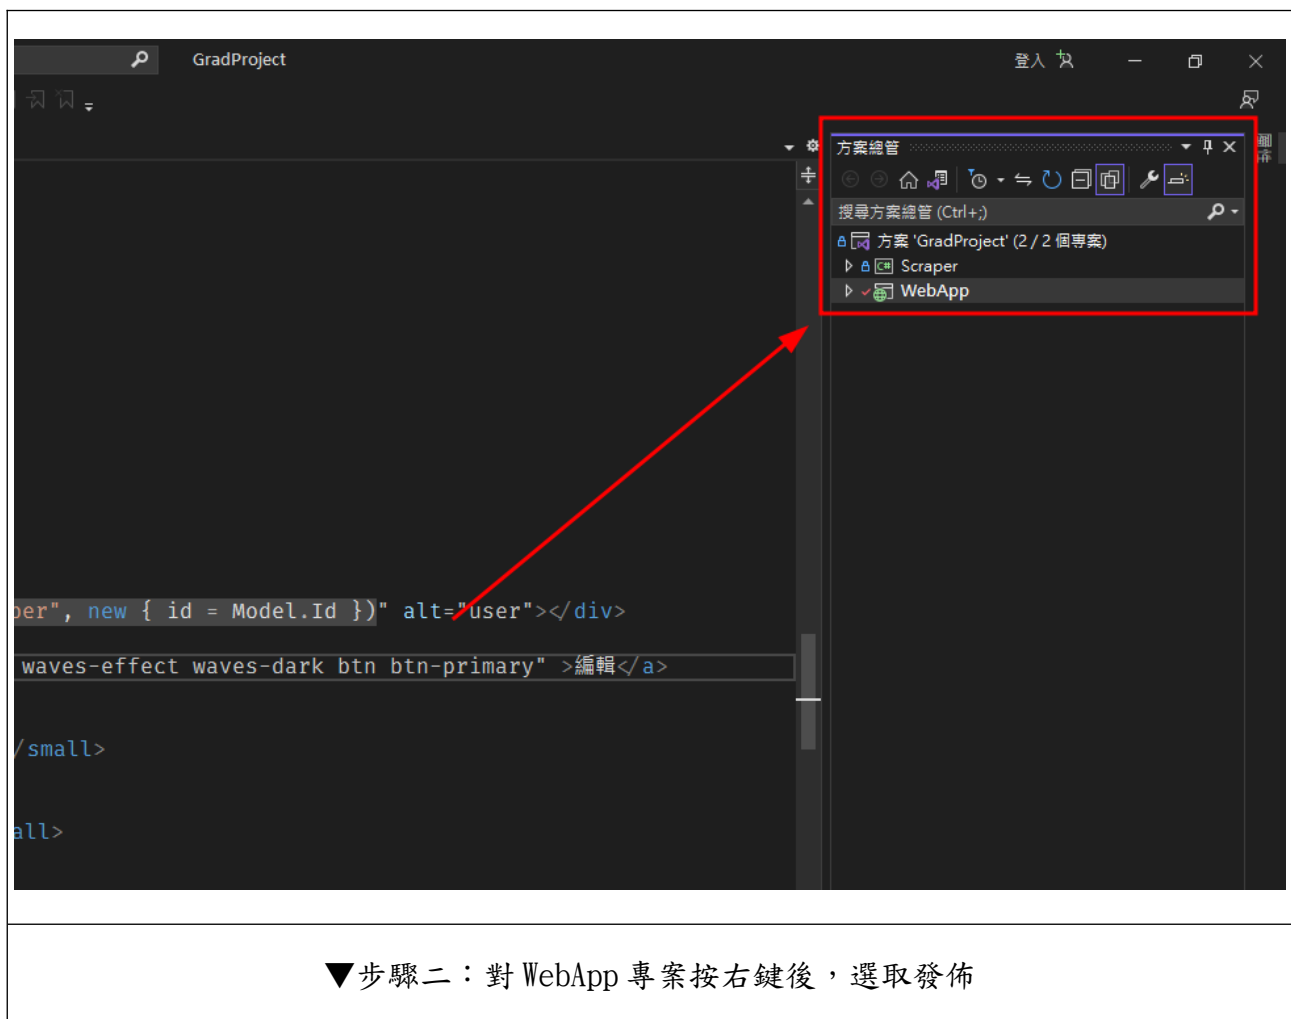 GradProject
登入
方案總管
搜尋方案總管 (Ctrl+;)
方案 'GradProject' (2 / 2 個專案)
C# Scraper
WebApp
per", new { id = Model.Id })" alt="user"></div>
waves-effect waves-dark btn btn-primary" >編輯</a>
/small>
all>
▼步驟二：對 WebApp 專案按右鍵後，選取發佈